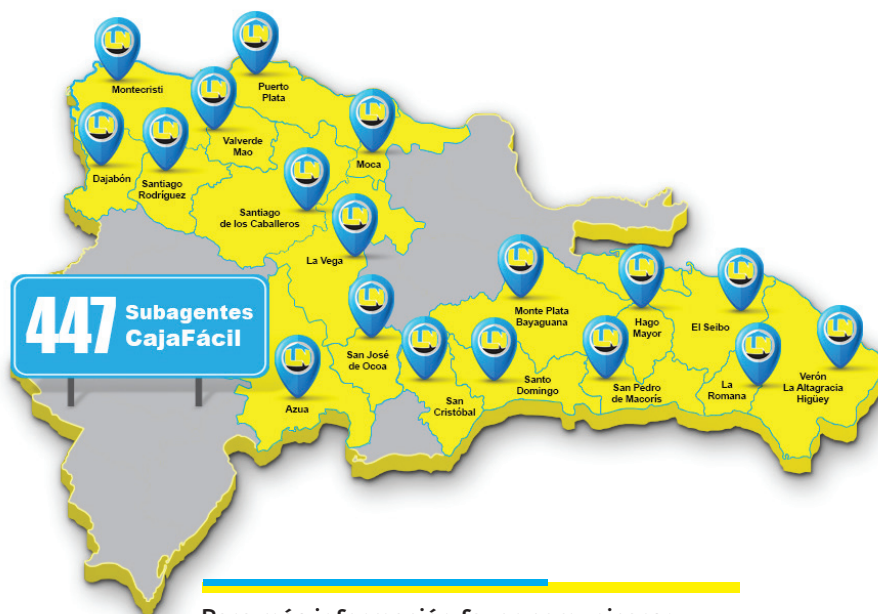 Montecristi
Puerto
Plata
Valverde
Mao
Moca
Dajabón
Santiago
Rodríguez
Santiago
de los Caballeros
La Vega
447 Subagentes
CajaFácil
Monte Plata
Bayaguana
Hago
Mayor
El Seibo
San José
de Ocoa
Azua
San
Cristóbal
Santo
Domingo
San Pedro
de Macorís
La
Romana
Verón
La Altagracia
Higüey